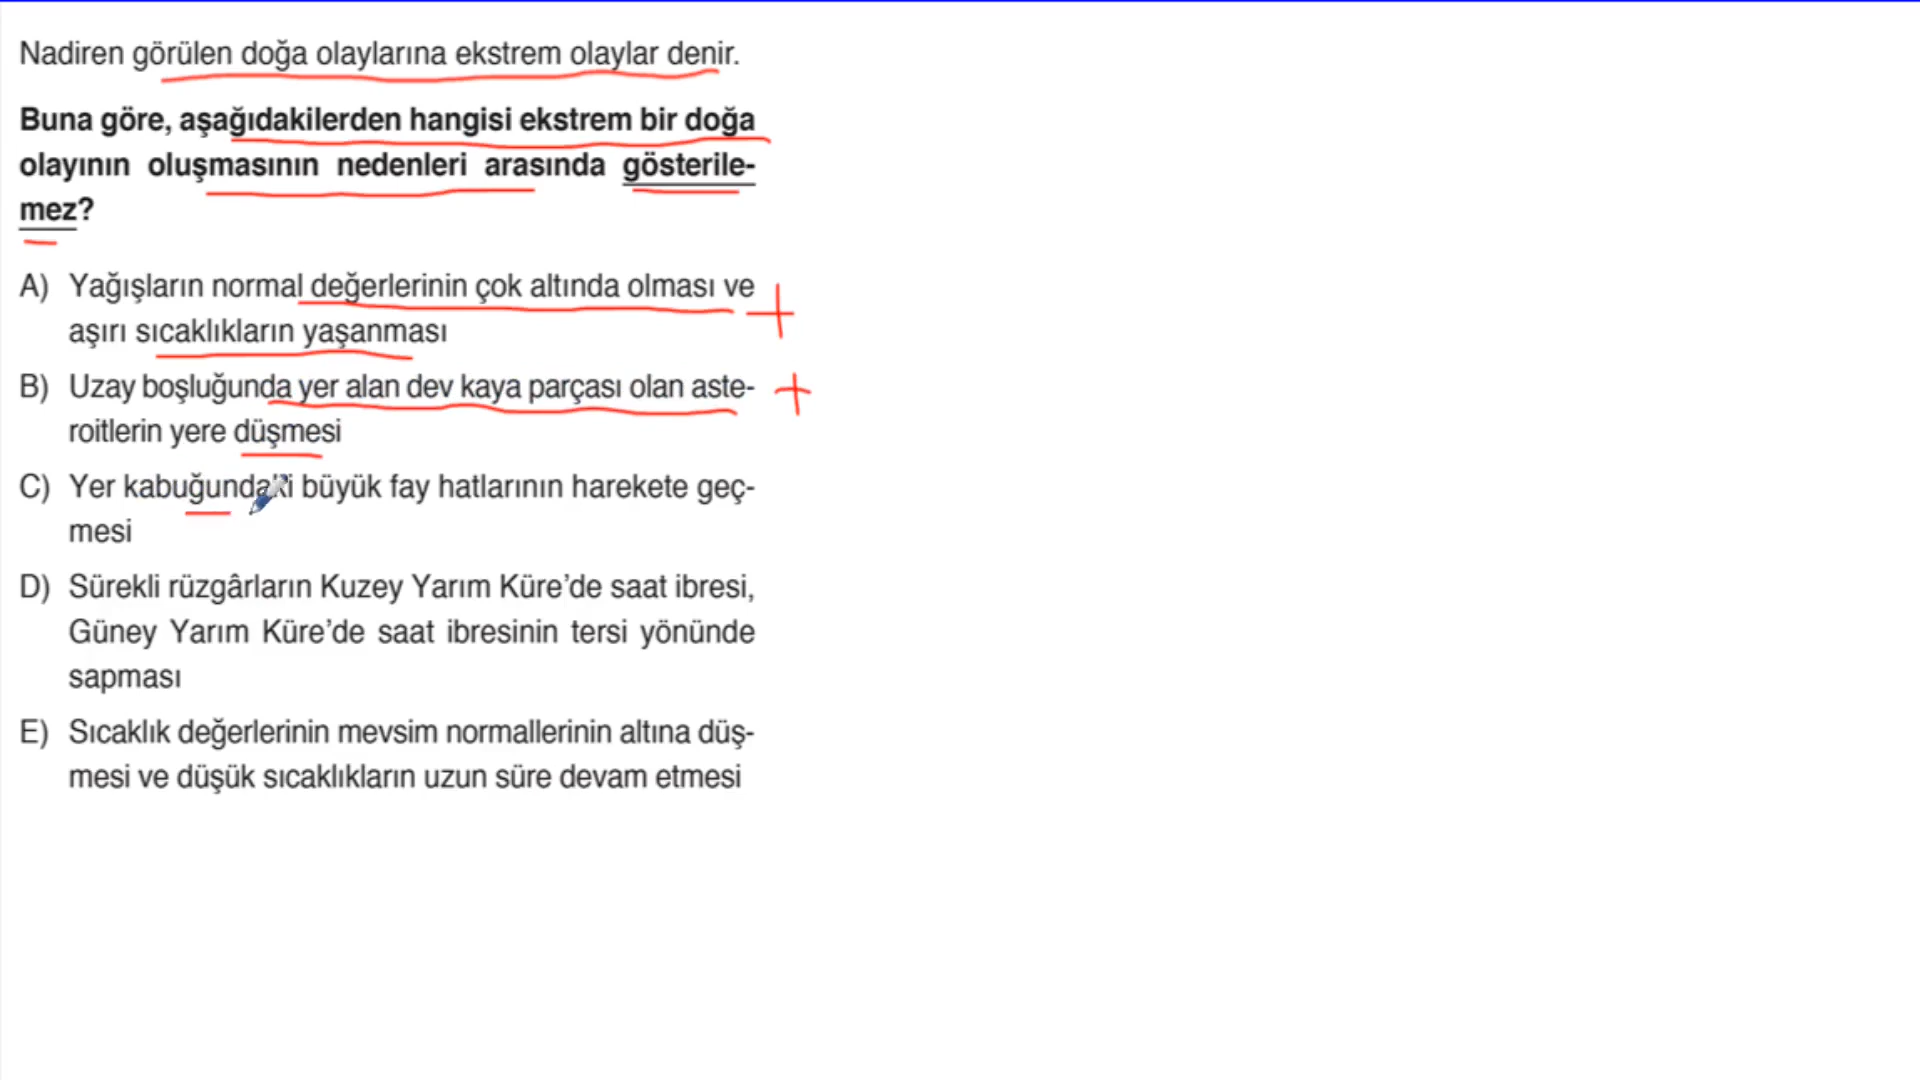 Nadiren görülen doğa olaylarına ekstrem olaylar denir.
Buna göre, aşağıdakilerden hangisi ekstrem bir doğa
olayının oluşmasının nedenleri arasında gösterile-
mez?
A) Yağışların normal değerlerinin çok altında olması ve
aşırı sıcaklıkların yaşanması
B) Uzay boşluğunda yer alan dev kaya parçası olan aste-
roitlerin yere düşmesi
C) Yer kabuğundaki büyük fay hatlarının harekete geç-
mesi
D) Sürekli rüzgârların Kuzey Yarım Küre’de saat ibresi,
Güney Yarım Küre’de saat ibresinin tersi yönünde
sapması
E) Sıcaklık değerlerinin mevsim normallerinin altına düş-
mesi ve düşük sıcaklıkların uzun süre devam etmesi